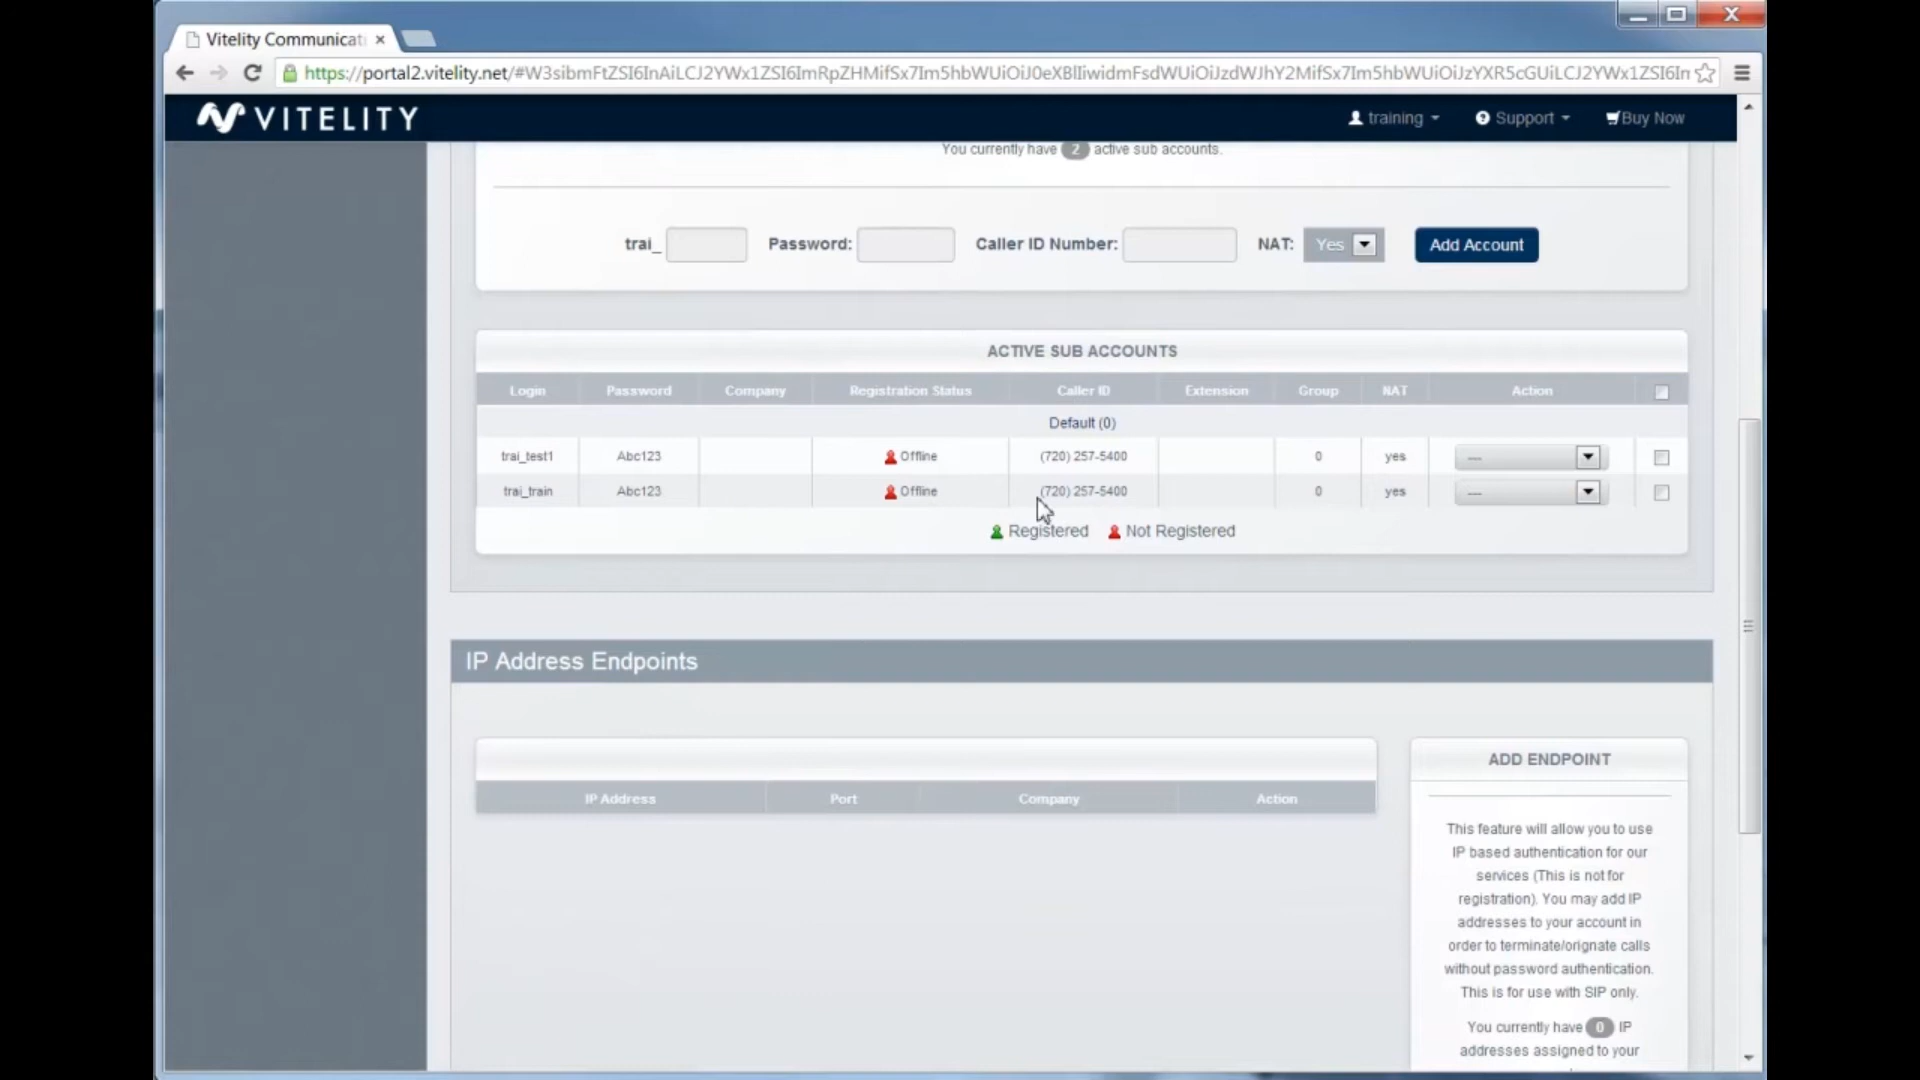 Vitelity Communicati
https://portal2.vitelity.net/#W3sibmFtZSI6InAiLCJ2YWx1ZSI6ImRpZHMifSx7Im5hbWUiOiJ0eXBlIiwidmFsdWUiOiJzdWJhY2MifSx7Im5hbWUiOiJzYXR5cGUiLCJ2YWx1ZSI6In
VITELITY
training
Support
Buy Now
You currently have 2 active sub accounts.
trai_ Password: Caller ID Number: NAT: Yes Add Account
ACTIVE SUB ACCOUNTS
Login Password Company Registration Status Caller ID Extension Group NAT Action
Default (0)
trai_test1 Abc123 Offline (720) 257-5400 0 yes ---
trai_train Abc123 Offline (720) 257-5400 0 yes ---
Registered Not Registered
IP Address Endpoints
IP Address Port Company Action
ADD ENDPOINT
This feature will allow you to use
IP based authentication for our
services (This is not for
registration). You may add IP
addresses to your account in
order to terminate/orignate calls
without password authentication.
This is for use with SIP only.
You currently have 0 IP
addresses assigned to your